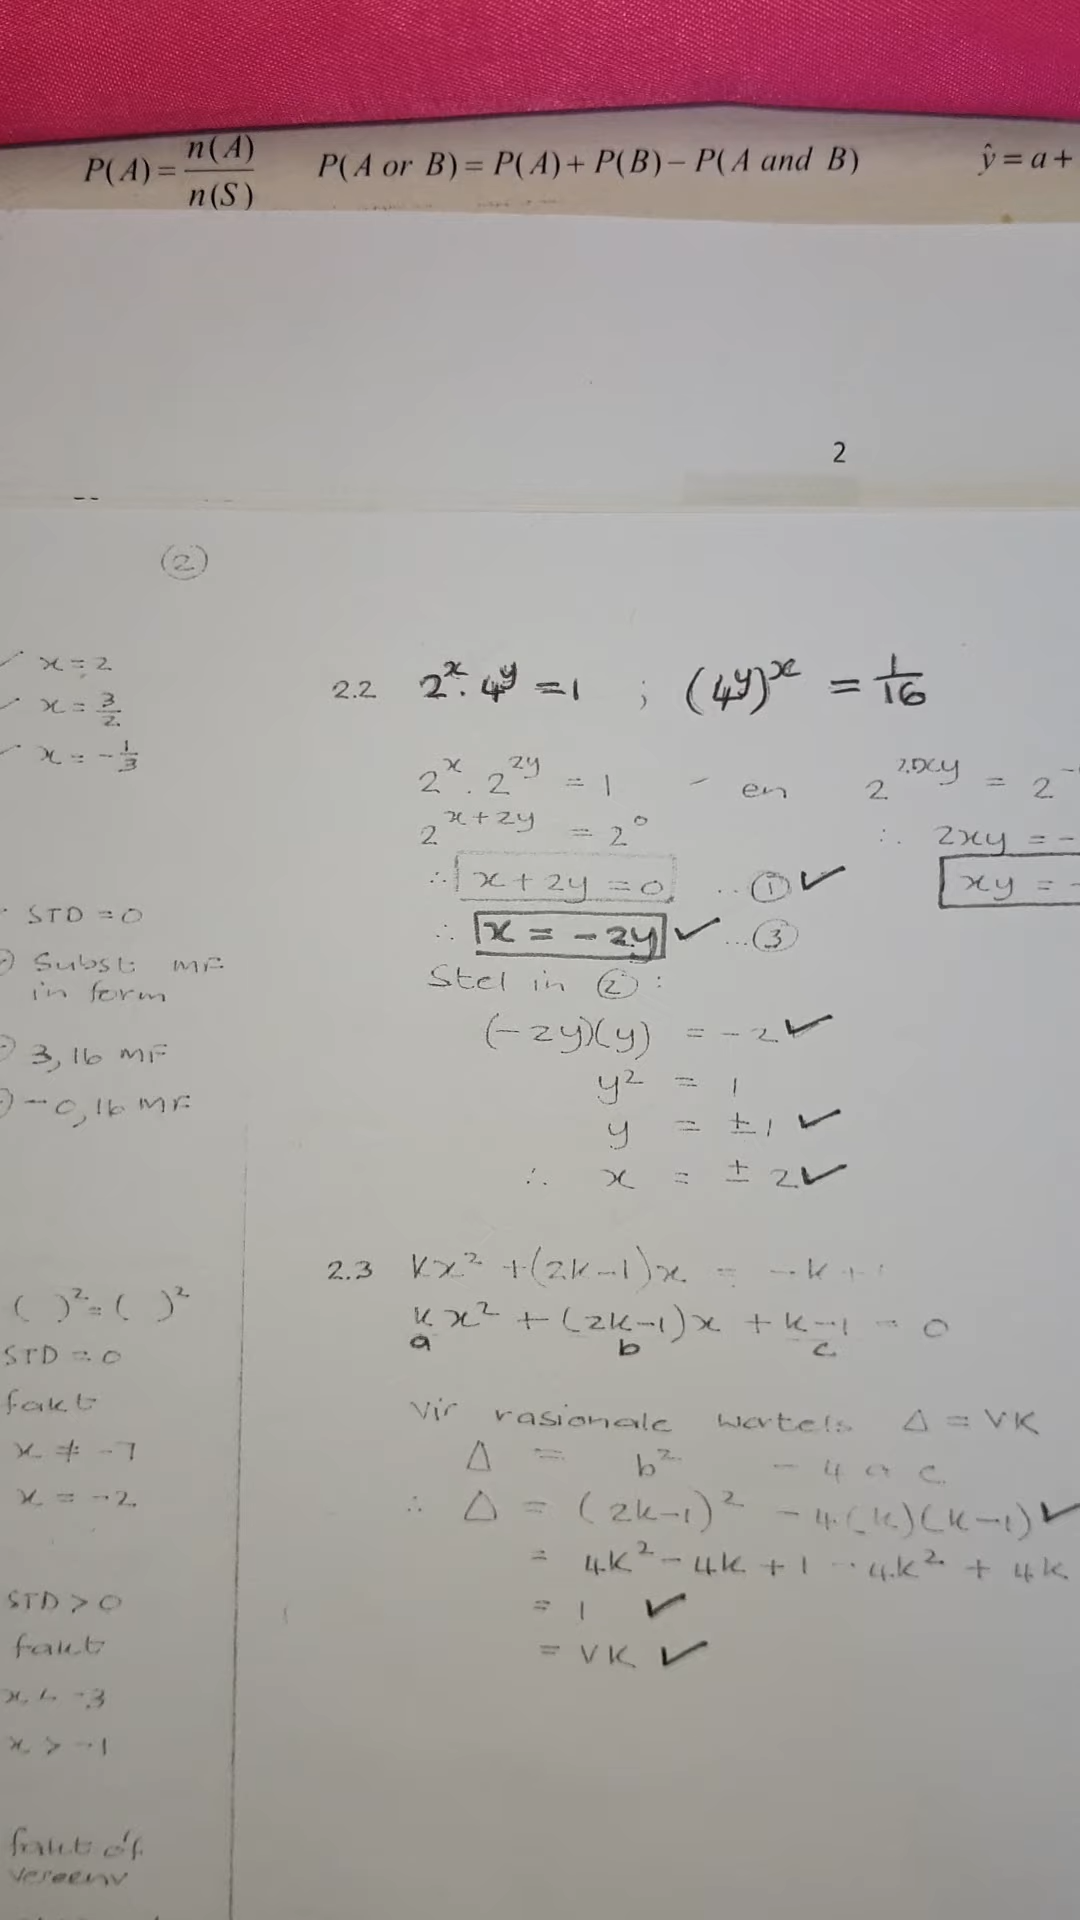 P(A) = n(A)/n(S) P(A or B) = P(A) + P(B) − P(A and B) ŷ = a +
2
②
✓ x = 2
✓ x = 3/2
✓ x = -1/3
STD = 0
Subst MF
in form
3,16 MF
-0,16 MF
( )² = ( )²
STD = 0
fakt
x ≠ -7
x = -2
STD > 0
fakt
x < -3
x > -1
fakt óf
vereenv
2.2 2^x · 4^y = 1 ; (4^y)^x = 1/16
2^x . 2^2y = 1 - en 2^2xy = 2^-
2^x+2y = 2^0 ∴ 2xy = -
∴ x + 2y = 0 ... ① ✓ xy = -
∴ x = -2y ✓ ... ③
Stel in ② :
(-2y)(y) = -2 ✓
y² = 1
y = ±1 ✓
∴ x = ± 2 ✓
2.3 kx² + (2k-1)x = -k +
kx² + (2k-1)x + k-1 = 0
a b c
Vir rasionale wortels Δ = VK
Δ = b² - 4 a c
∴ Δ = (2k-1)² - 4(k)(k-1) ✓
= 4k² - 4k + 1 - 4k² + 4k
= 1 ✓
= VK ✓